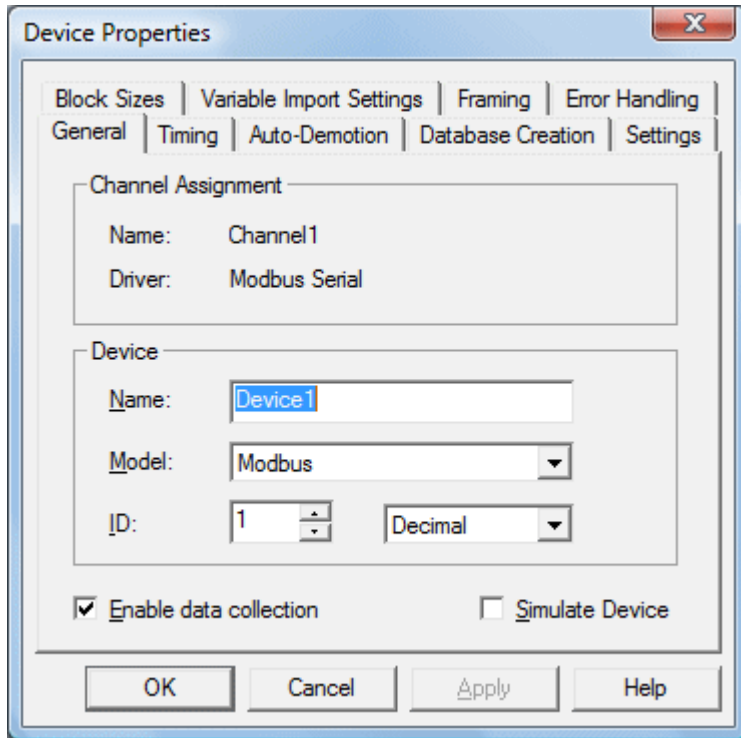 Device Properties
Block Sizes Variable Import Settings Framing Error Handling
General Timing Auto-Demotion Database Creation Settings
Channel Assignment
Name: Channel1
Driver: Modbus Serial
Device
Name: Device1
Model: Modbus
ID: 1 Decimal
Enable data collection Simulate Device
OK Cancel Apply Help